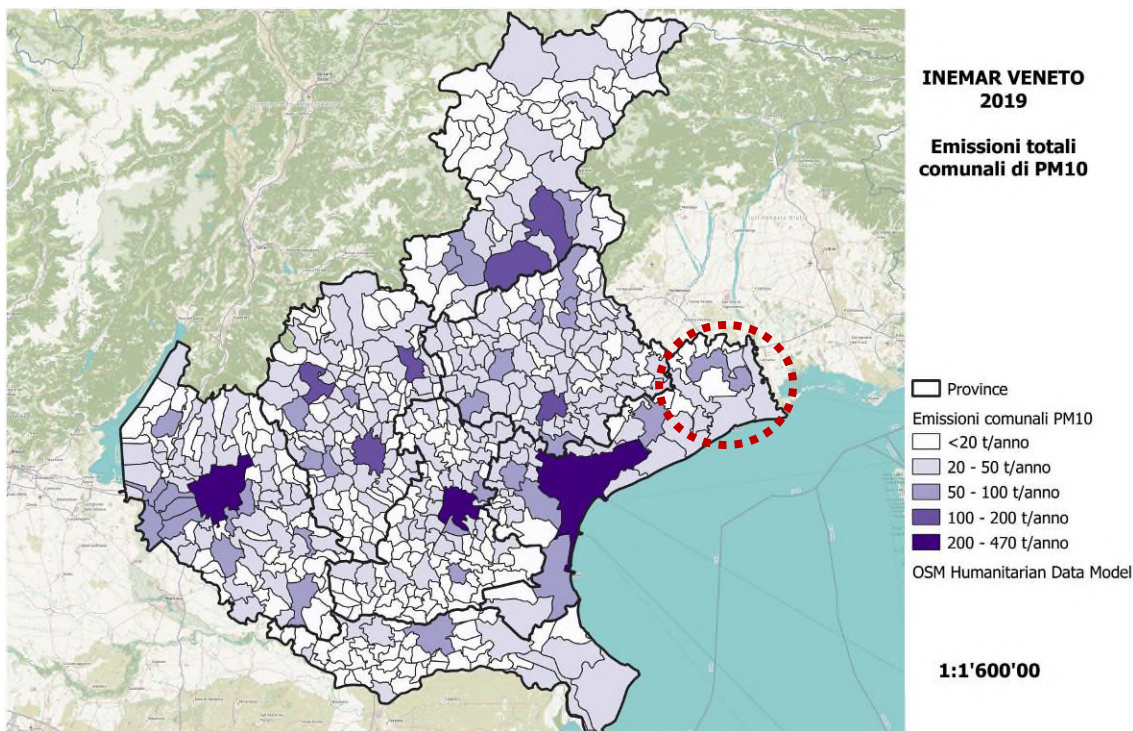 INEMAR VENETO
2019
Emissioni totali
comunali di PM10
Province
Emissioni comunali PM10
<20 t/anno
20 - 50 t/anno
50 - 100 t/anno
100 - 200 t/anno
200 - 470 t/anno
OSM Humanitarian Data Model
1:1'600'00